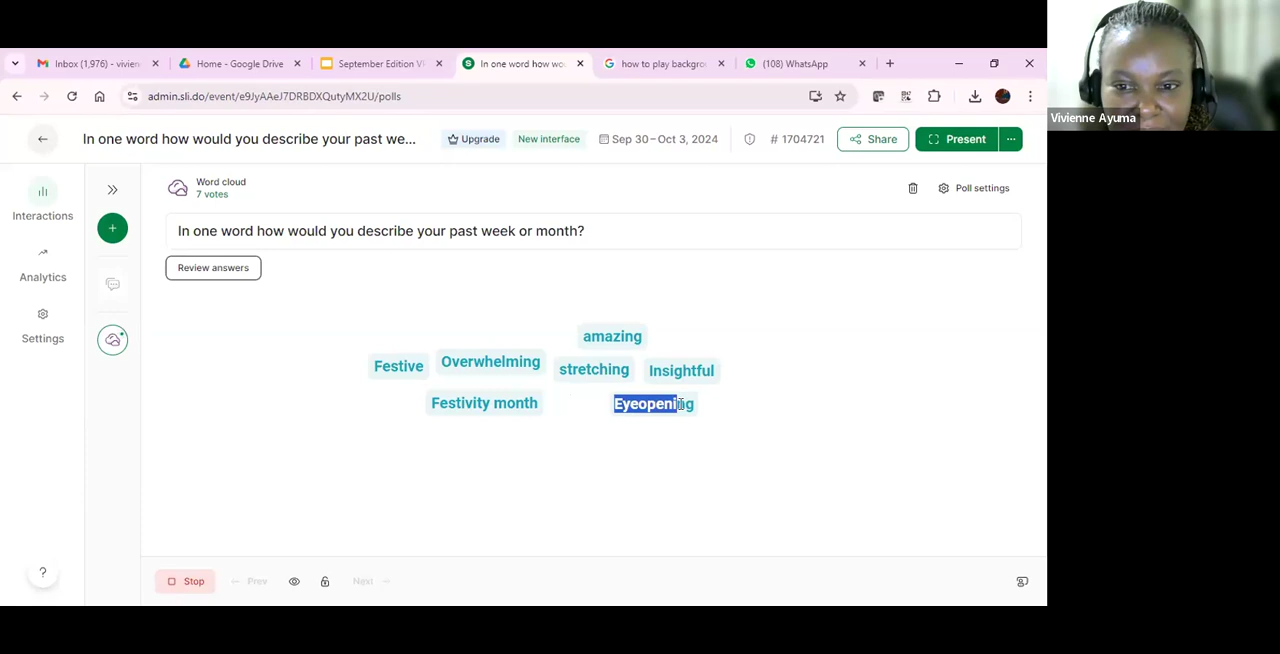 Inbox (1,976) - vivien
Home - Google Drive
September Edition VI
In one word how wo
how to play backgro
(108) WhatsApp
admin.sli.do/event/e9JyAAeJ7DRBDXQutyMX2U/polls
In one word how would you describe your past we...
Upgrade
New interface
Sep 30 – Oct 3, 2024
# 1704721
Share
Present
Vivienne Ayuma
Interactions
Analytics
Settings
Word cloud
7 votes
Poll settings
In one word how would you describe your past week or month?
Review answers
amazing
Festive
Overwhelming
stretching
Insightful
Festivity month
Eyeopening
?
Stop
Prev
Next